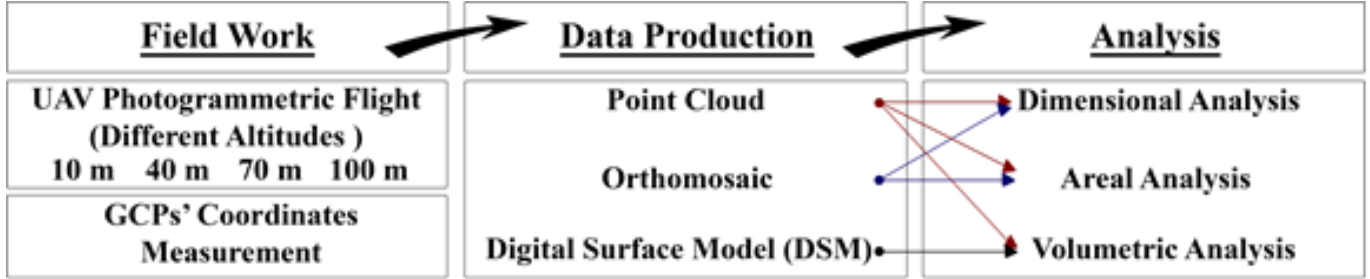 Field Work
Data Production
Analysis
UAV Photogrammetric Flight
(Different Altitudes )
10 m 40 m 70 m 100 m
GCPs' Coordinates
Measurement
Point Cloud
Orthomosaic
Digital Surface Model (DSM)
Dimensional Analysis
Areal Analysis
Volumetric Analysis